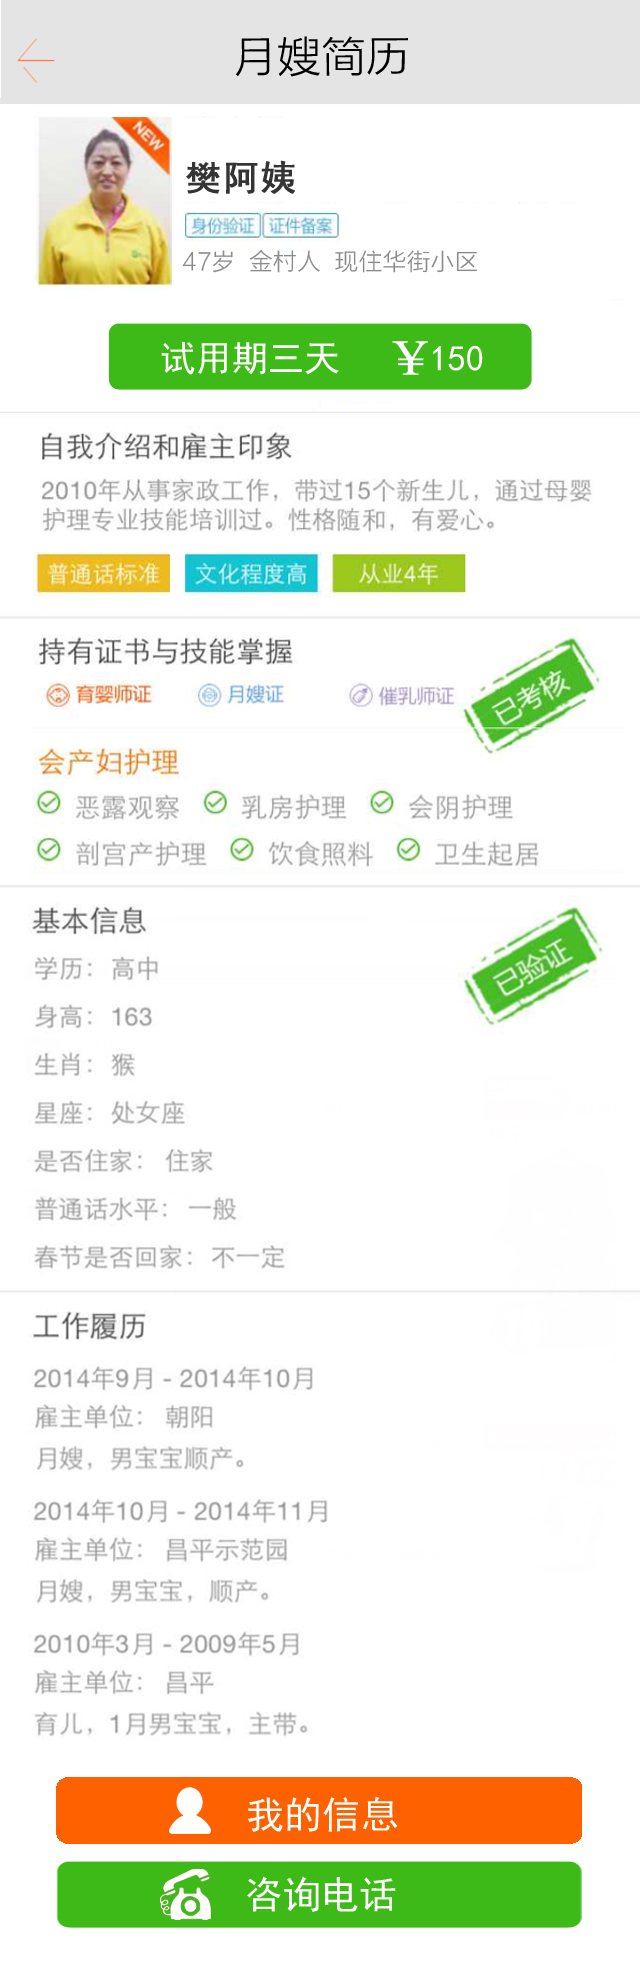 月嫂简历
NEW
樊阿姨
身份验证 证件备案
47岁 金村人 现住华街小区
试用期三天 ¥150
自我介绍和雇主印象
2010年从事家政工作，带过15个新生儿，通过母婴
护理专业技能培训过。性格随和，有爱心。
普通话标准 文化程度高 从业4年
持有证书与技能掌握
育婴师证 月嫂证 催乳师证
已考核
会产妇护理
恶露观察 乳房护理 会阴护理
剖宫产护理 饮食照料 卫生起居
基本信息
已验证
学历：高中
身高：163
生肖：猴
星座：处女座
是否住家：住家
普通话水平：一般
春节是否回家：不一定
工作履历
2014年9月 - 2014年10月
雇主单位：朝阳
月嫂，男宝宝顺产。
2014年10月 - 2014年11月
雇主单位：昌平示范园
月嫂，男宝宝，顺产。
2010年3月 - 2009年5月
雇主单位：昌平
育儿，1月男宝宝，主带。
我的信息
咨询电话